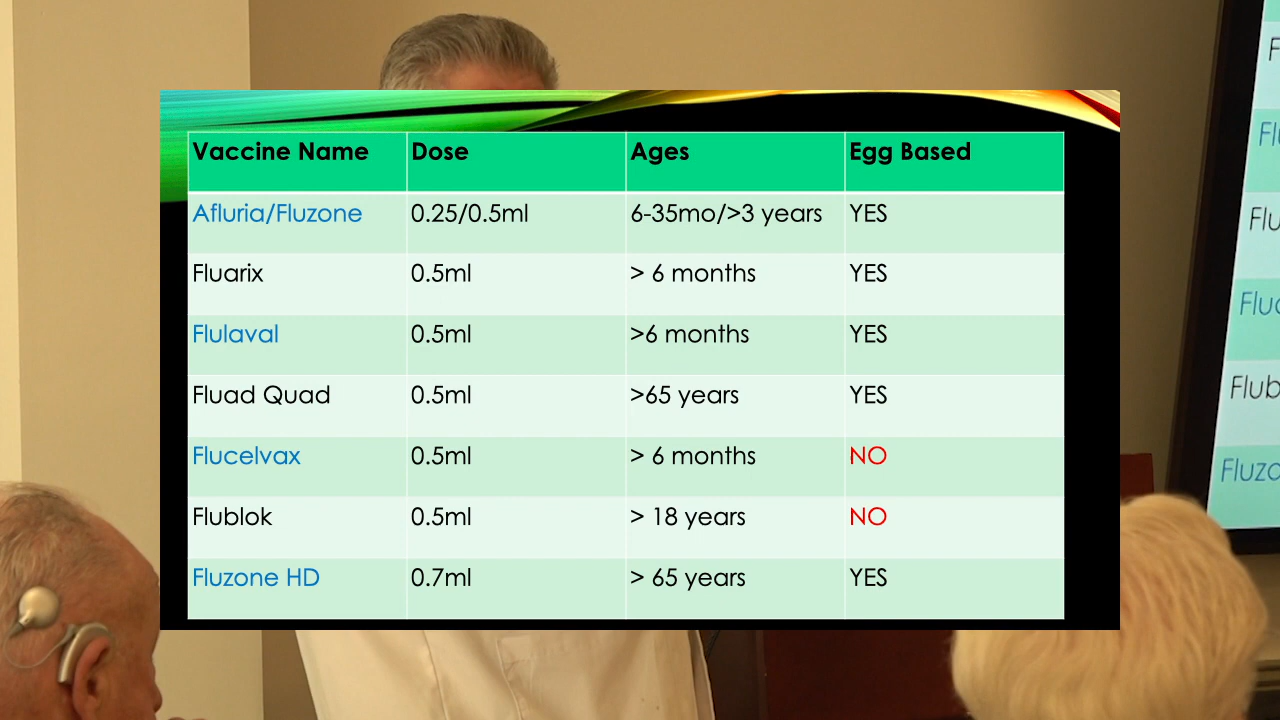 Vaccine Name Dose Ages Egg Based
Afluria/Fluzone 0.25/0.5ml 6-35mo/>3 years YES
Fluarix 0.5ml > 6 months YES
Flulaval 0.5ml >6 months YES
Fluad Quad 0.5ml >65 years YES
Flucelvax 0.5ml > 6 months NO
Flublok 0.5ml > 18 years NO
Fluzone HD 0.7ml > 65 years YES